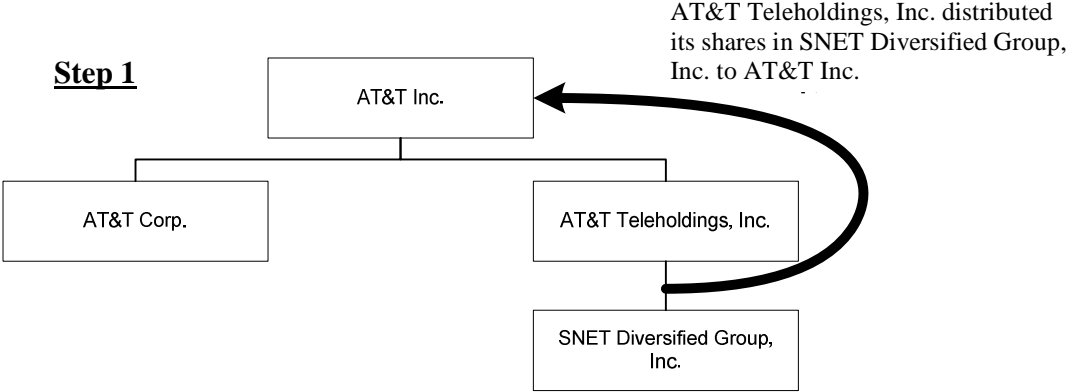 AT&T Teleholdings, Inc. distributed
its shares in SNET Diversified Group,
Inc. to AT&T Inc.
Step 1
AT&T Inc.
AT&T Corp.
AT&T Teleholdings, Inc.
SNET Diversified Group,
Inc.